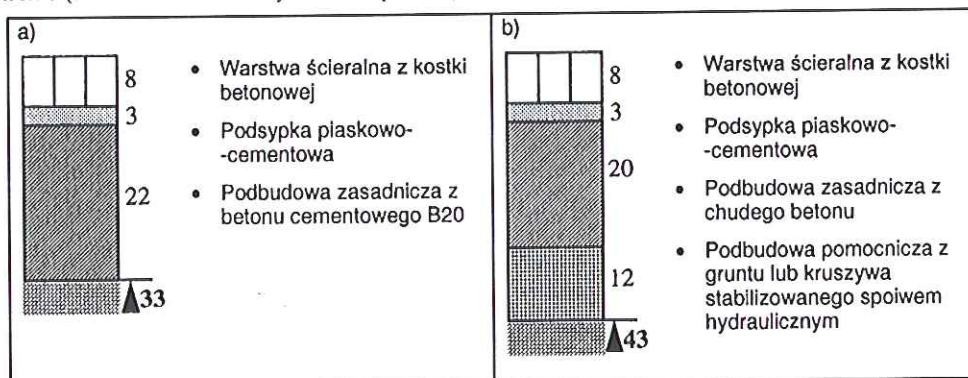 a)
8
3
22
33
• Warstwa ścieralna z kostki
betonowej
• Podsypka piaskowo-
-cementowa
• Podbudowa zasadnicza z
betonu cementowego B20
b)
8
3
20
12
43
• Warstwa ścieralna z kostki
betonowej
• Podsypka piaskowo-
-cementowa
• Podbudowa zasadnicza z
chudego betonu
• Podbudowa pomocnicza z
gruntu lub kruszywa
stabilizowanego spoiwem
hydraulicznym